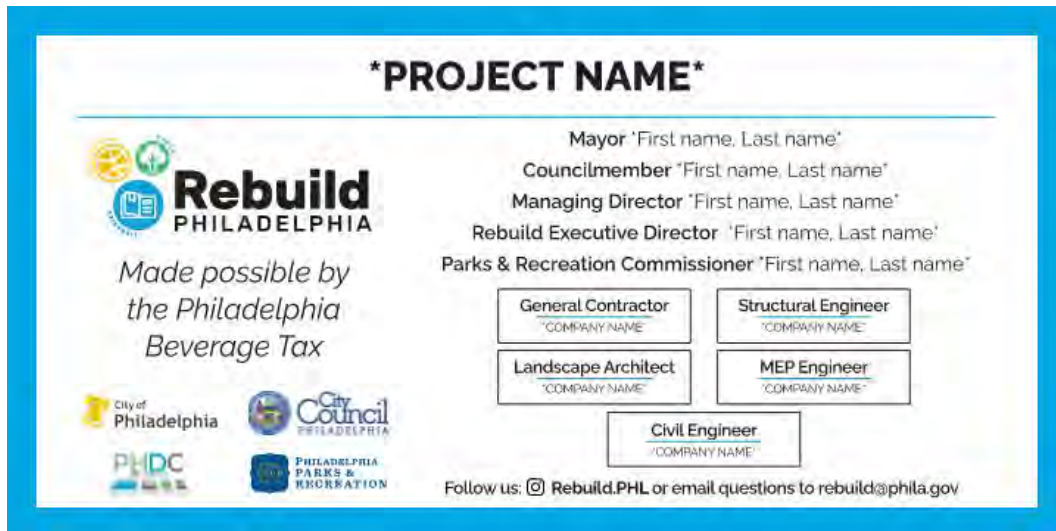 *PROJECT NAME*
Rebuild
PHILADELPHIA
Made possible by
the Philadelphia
Beverage Tax
City of
Philadelphia
City
Council
PHILADELPHIA
PHDC
PHILADELPHIA
PARKS &
RECREATION
Mayor *First name, Last name*
Councilmember *First name, Last name*
Managing Director *First name, Last name*
Rebuild Executive Director *First name, Last name*
Parks & Recreation Commissioner *First name, Last name*
General Contractor
*COMPANY NAME*
Structural Engineer
*COMPANY NAME*
Landscape Architect
*COMPANY NAME*
MEP Engineer
*COMPANY NAME*
Civil Engineer
*COMPANY NAME*
Follow us: Rebuild.PHL or email questions to rebuild@phila.gov